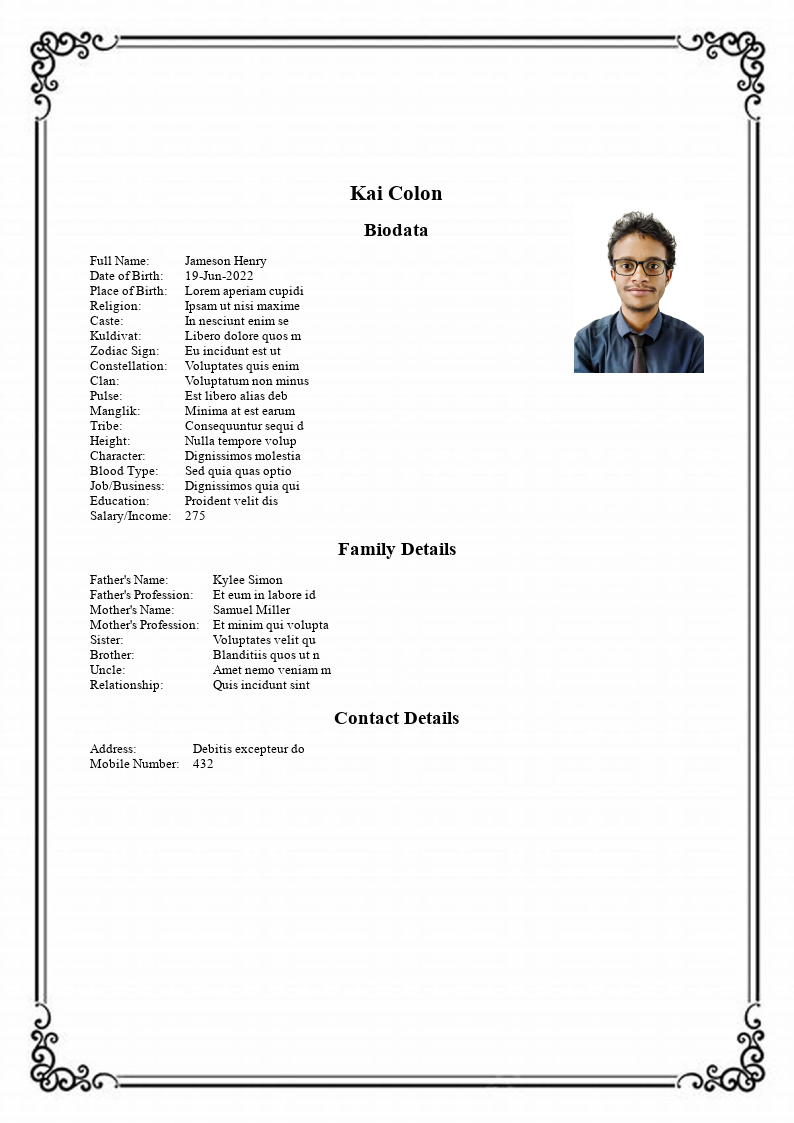 Kai Colon
Biodata
Full Name: Jameson Henry
Date of Birth: 19-Jun-2022
Place of Birth: Lorem aperiam cupidi
Religion: Ipsam ut nisi maxime
Caste: In nesciunt enim se
Kuldivat: Libero dolore quos m
Zodiac Sign: Eu incidunt est ut
Constellation: Voluptates quis enim
Clan: Voluptatum non minus
Pulse: Est libero alias deb
Manglik: Minima at est earum
Tribe: Consequuntur sequi d
Height: Nulla tempore volup
Character: Dignissimos molestia
Blood Type: Sed quia quas optio
Job/Business: Dignissimos quia qui
Education: Proident velit dis
Salary/Income: 275
Family Details
Father's Name: Kylee Simon
Father's Profession: Et eum in labore id
Mother's Name: Samuel Miller
Mother's Profession: Et minim qui volupta
Sister: Voluptates velit qu
Brother: Blanditiis quos ut n
Uncle: Amet nemo veniam m
Relationship: Quis incidunt sint
Contact Details
Address: Debitis excepteur do
Mobile Number: 432